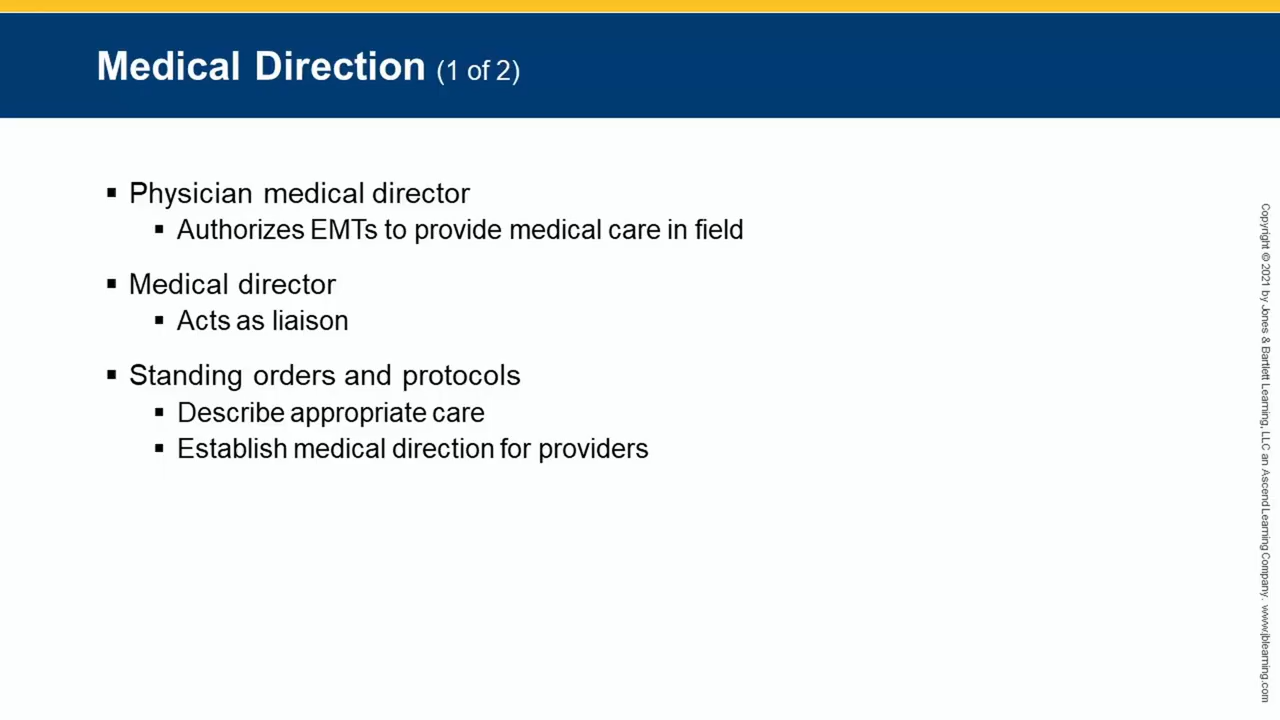 Medical Direction (1 of 2)
▪ Physician medical director
▪ Authorizes EMTs to provide medical care in field
▪ Medical director
▪ Acts as liaison
▪ Standing orders and protocols
▪ Describe appropriate care
▪ Establish medical direction for providers
Copyright © 2021 by Jones & Bartlett Learning, LLC an Ascend Learning Company. www.jblearning.com